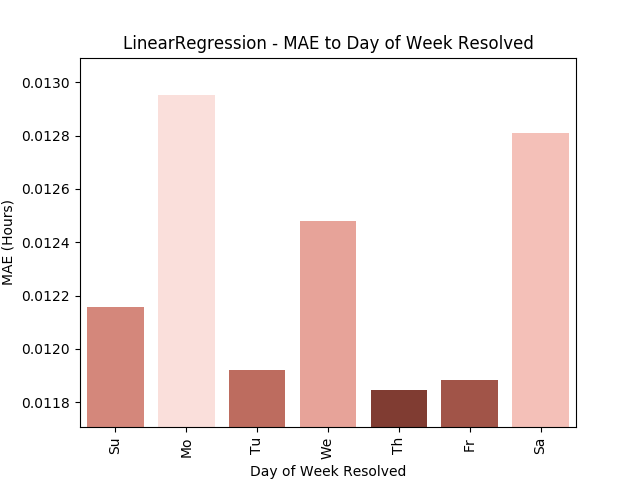 LinearRegression - MAE to Day of Week Resolved
MAE (Hours)
0.0130
0.0128
0.0126
0.0124
0.0122
0.0120
0.0118
Su
Mo
Tu
We
Th
Fr
Sa
Day of Week Resolved